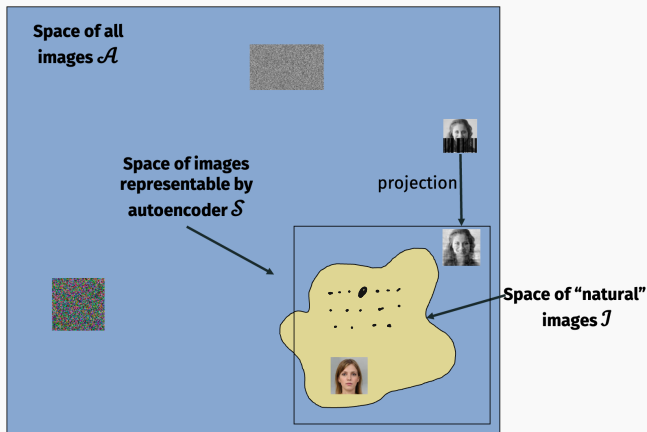 Space of all
images 𝒜
projection
Space of images
representable by
autoencoder 𝒮
Space of “natural”
images ℐ